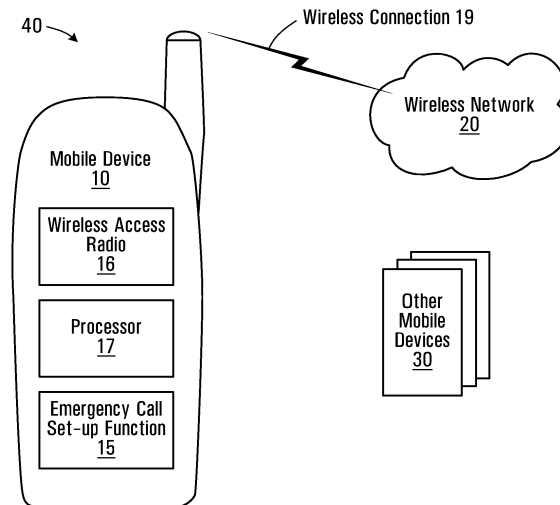 40
Wireless Connection 19
Wireless Network
20
Mobile Device
10
Wireless Access
Radio
16
Processor
17
Emergency Call
Set-up Function
15
Other
Mobile
Devices
30